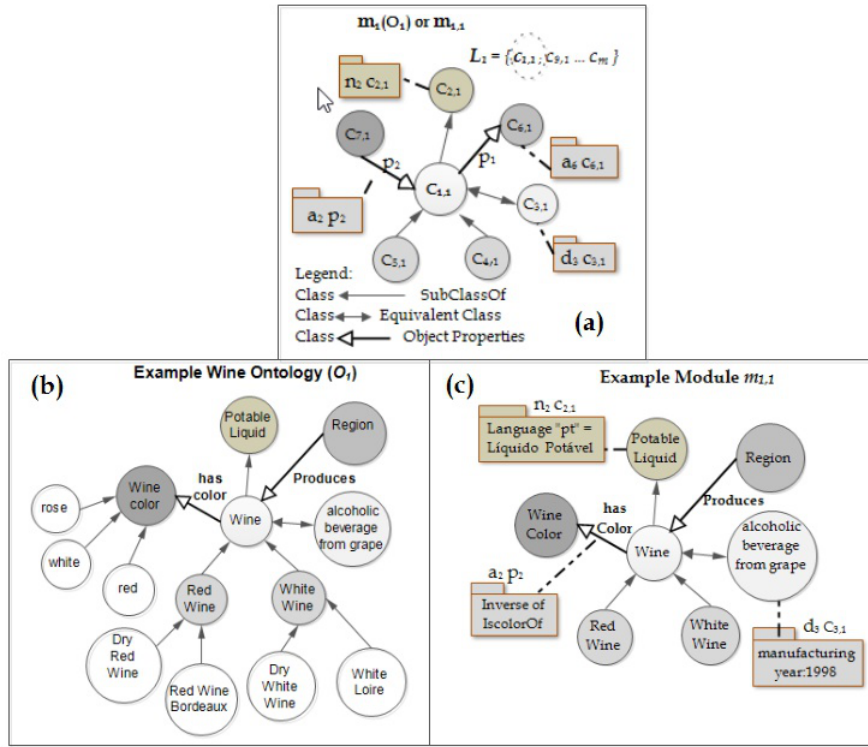 m₁(O₁) or m₁,₁
L₁ = {c₁,₁ ; c₉,₁ ... cₘ }
n₂ c₂,₁
C₂,₁
C₇,₁
C₆,₁
p₂
p₁
a₆ c₆,₁
C₁,₁
a₂ p₂
C₃,₁
d₃ c₃,₁
C₅,₁
C₄,₁
Legend:
Class SubClassOf
Class Equivalent Class
Class Object Properties
(a)
(b)
Example Wine Ontology (O₁)
Potable
Liquid
Region
has
color
Produces
Wine
color
rose
white
red
Wine
alcoholic
beverage
from grape
Red
Wine
White
Wine
Dry
Red
Wine
Red Wine
Bordeaux
Dry
White
Wine
White
Loire
(c)
Example Module m₁,₁
n₂ c₂,₁
Language "pt" =
Líquido Potável
Potable
Liquid
Region
has
Color
Produces
Wine
Color
Wine
alcoholic
beverage
from grape
a₂ p₂
Inverse of
IscolorOf
Red
Wine
White
Wine
d₃ C₃,₁
manufacturing
year:1998